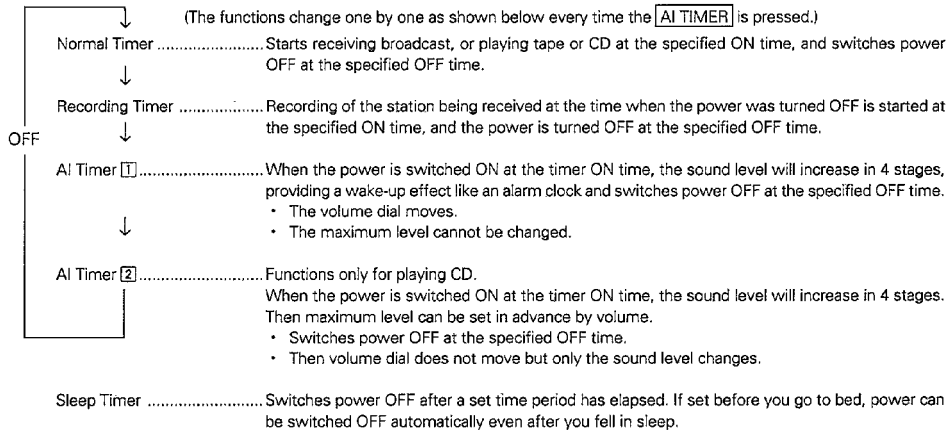 (The functions change one by one as shown below every time the AI TIMER is pressed.)
Normal Timer ........................ Starts receiving broadcast, or playing tape or CD at the specified ON time, and switches power
OFF at the specified OFF time.
Recording Timer ................... Recording of the station being received at the time when the power was turned OFF is started at
the specified ON time, and the power is turned OFF at the specified OFF time.
OFF
AI Timer 1 ............................ When the power is switched ON at the timer ON time, the sound level will increase in 4 stages,
providing a wake-up effect like an alarm clock and switches power OFF at the specified OFF time.
· The volume dial moves.
· The maximum level cannot be changed.
AI Timer 2 ............................ Functions only for playing CD.
When the power is switched ON at the timer ON time, the sound level will increase in 4 stages.
Then maximum level can be set in advance by volume.
· Switches power OFF at the specified OFF time.
· Then volume dial does not move but only the sound level changes.
Sleep Timer .......................... Switches power OFF after a set time period has elapsed. If set before you go to bed, power can
be switched OFF automatically even after you fell in sleep.